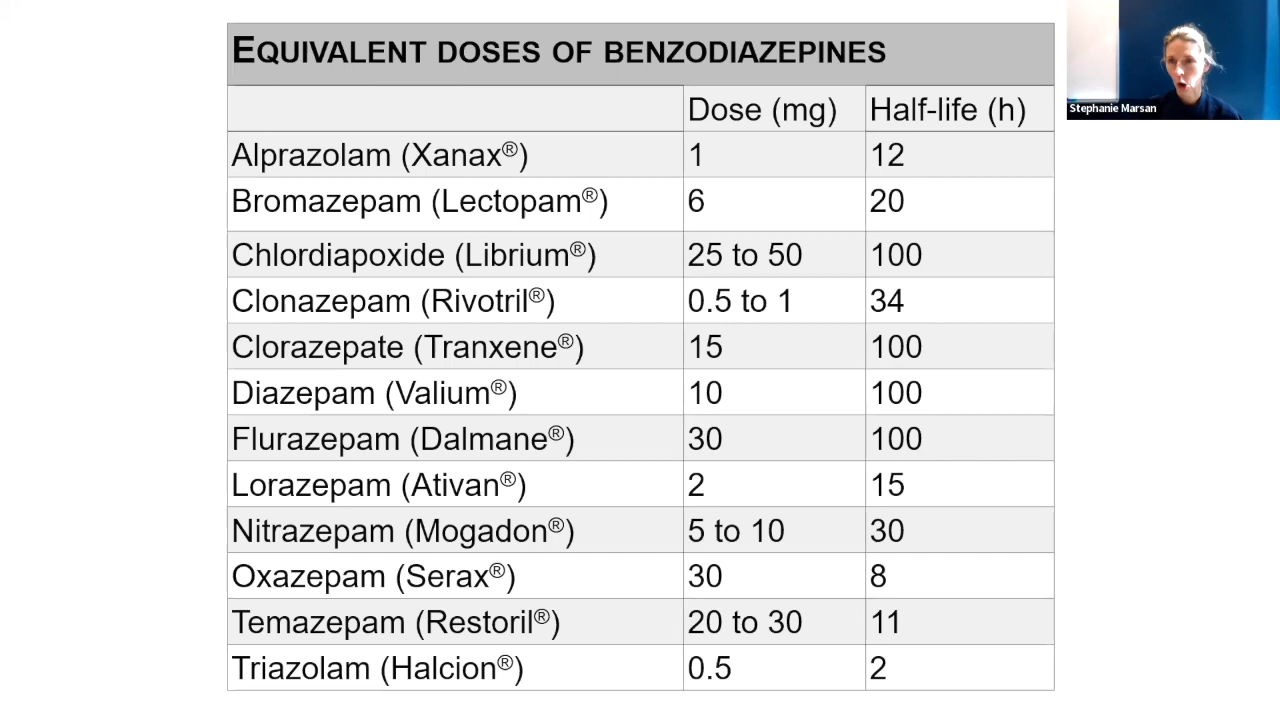 EQUIVALENT DOSES OF BENZODIAZEPINES
Dose (mg) Half-life (h)
Alprazolam (Xanax®) 1 12
Bromazepam (Lectopam®) 6 20
Chlordiapoxide (Librium®) 25 to 50 100
Clonazepam (Rivotril®) 0.5 to 1 34
Clorazepate (Tranxene®) 15 100
Diazepam (Valium®) 10 100
Flurazepam (Dalmane®) 30 100
Lorazepam (Ativan®) 2 15
Nitrazepam (Mogadon®) 5 to 10 30
Oxazepam (Serax®) 30 8
Temazepam (Restoril®) 20 to 30 11
Triazolam (Halcion®) 0.5 2
Stephanie Marsan